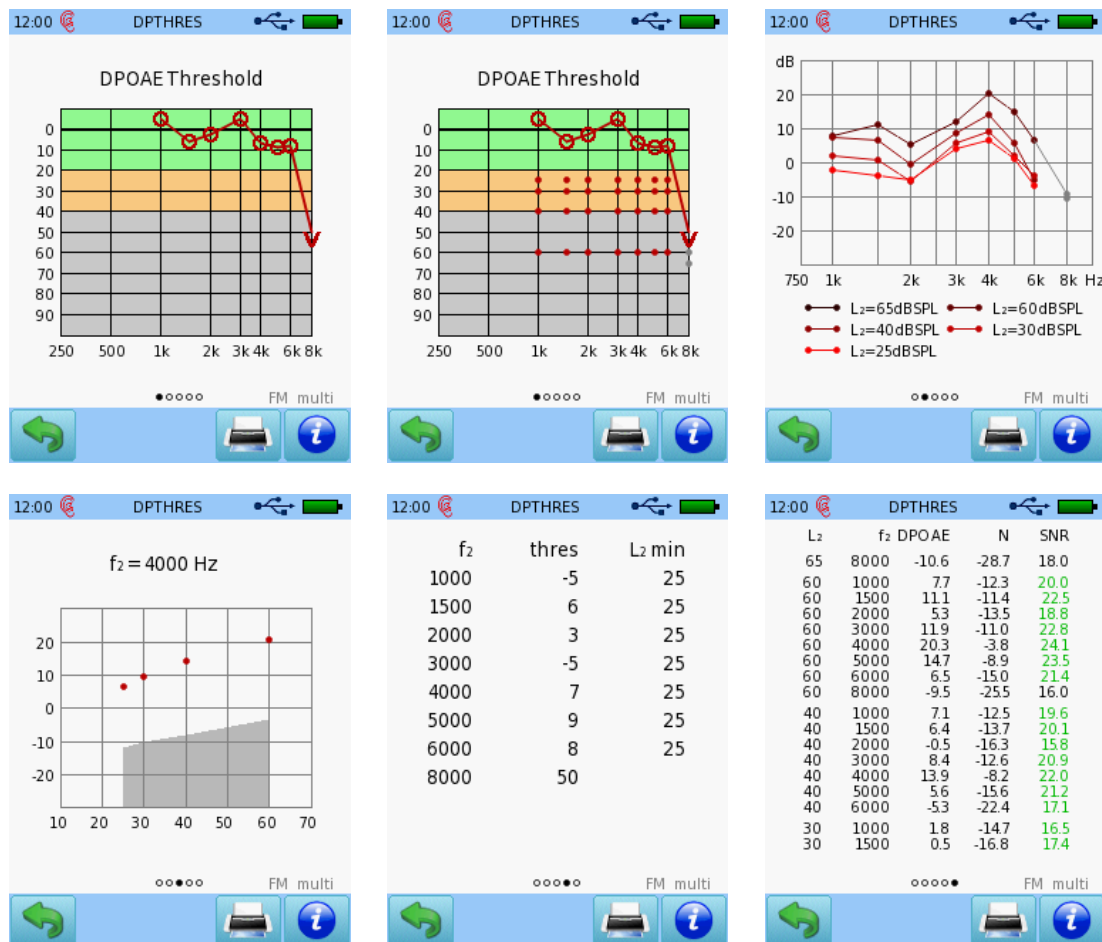 12:00 DPTHRES
DPOAE Threshold
0
10
20
30
40
50
60
70
80
90
250 500 1k 2k 3k 4k 6k 8k
FM multi
12:00 DPTHRES
DPOAE Threshold
0
10
20
30
40
50
60
70
80
90
250 500 1k 2k 3k 4k 6k 8k
FM multi
12:00 DPTHRES
dB
20
10
0
-10
-20
750 1k 2k 3k 4k 6k 8k Hz
L₂=65dBSPL L₂=60dBSPL
L₂=40dBSPL L₂=30dBSPL
L₂=25dBSPL
FM multi
12:00 DPTHRES
f₂ = 4000 Hz
20
10
0
-10
-20
10 20 30 40 50 60 70
FM multi
12:00 DPTHRES
f₂ thres L₂ min
1000 -5 25
1500 6 25
2000 3 25
3000 -5 25
4000 7 25
5000 9 25
6000 8 25
8000 50
FM multi
12:00 DPTHRES
L₂ f₂ DPOAE N SNR
65 8000 -10.6 -28.7 18.0
60 1000 7.7 -12.3 20.0
60 1500 11.1 -11.4 22.5
60 2000 5.3 -13.5 18.8
60 3000 11.9 -11.0 22.8
60 4000 20.3 -3.8 24.1
60 5000 14.7 -8.9 23.5
60 6000 6.5 -15.0 21.4
60 8000 -9.5 -25.5 16.0
40 1000 7.1 -12.5 19.6
40 1500 6.4 -13.7 20.1
40 2000 -0.5 -16.3 15.8
40 3000 8.4 -12.6 20.9
40 4000 13.9 -8.2 22.0
40 5000 5.6 -15.6 21.2
40 6000 -5.3 -22.4 17.1
30 1000 1.8 -14.7 16.5
30 1500 0.5 -16.8 17.4
FM multi